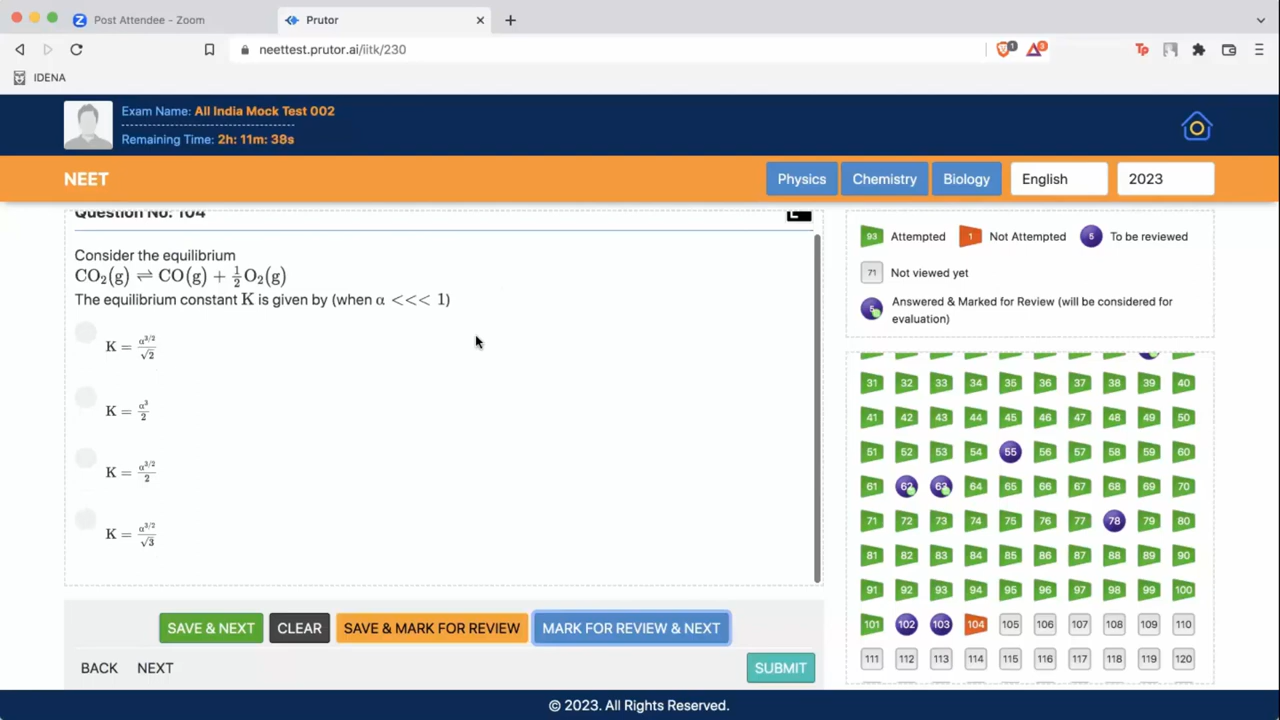 Post Attendee - Zoom
Prutor
neettest.prutor.ai/iitk/230
IDENA
Exam Name: All India Mock Test 002
Remaining Time: 2h: 11m: 38s
NEET
Physics
Chemistry
Biology
English
2023
Question No: 104
Consider the equilibrium
CO₂(g) ⇌ CO(g) + 1/2 O₂(g)
The equilibrium constant K is given by (when α <<< 1)
K = α^3/2/√2
K = α^3/2
K = α^3/2/2
K = α^3/2/√3
SAVE & NEXT
CLEAR
SAVE & MARK FOR REVIEW
MARK FOR REVIEW & NEXT
BACK
NEXT
SUBMIT
93 Attempted
1 Not Attempted
6 To be reviewed
71 Not viewed yet
5 Answered & Marked for Review (will be considered for
evaluation)
31 32 33 34 35 36 37 38 39 40
41 42 43 44 45 46 47 48 49 50
51 52 53 54 55 56 57 58 59 60
61 62 63 64 65 66 67 68 69 70
71 72 73 74 75 76 77 78 79 80
81 82 83 84 85 86 87 88 89 90
91 92 93 94 95 96 97 98 99 100
101 102 103 104 105 106 107 108 109 110
111 112 113 114 115 116 117 118 119 120
© 2023. All Rights Reserved.